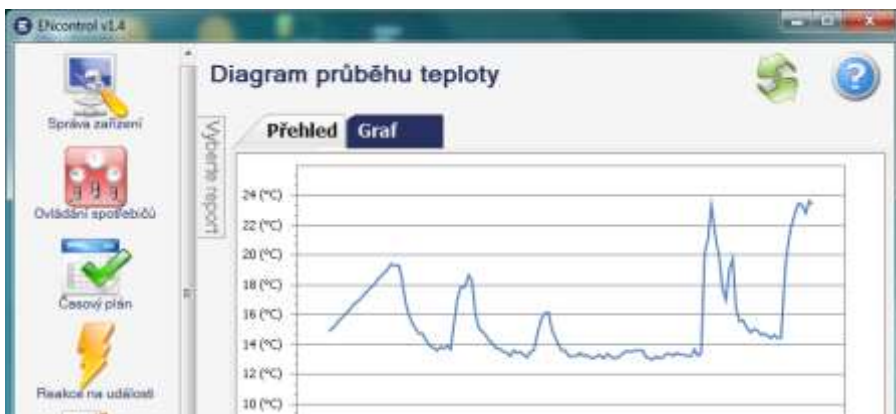 ENcontrol v1.4
Správa zařízení
Ovládání spotřebičů
Časový plán
Reakce na události
Diagram průběhu teploty
Vyberte report
Přehled
Graf
24 (°C)
22 (°C)
20 (°C)
18 (°C)
16 (°C)
14 (°C)
12 (°C)
10 (°C)